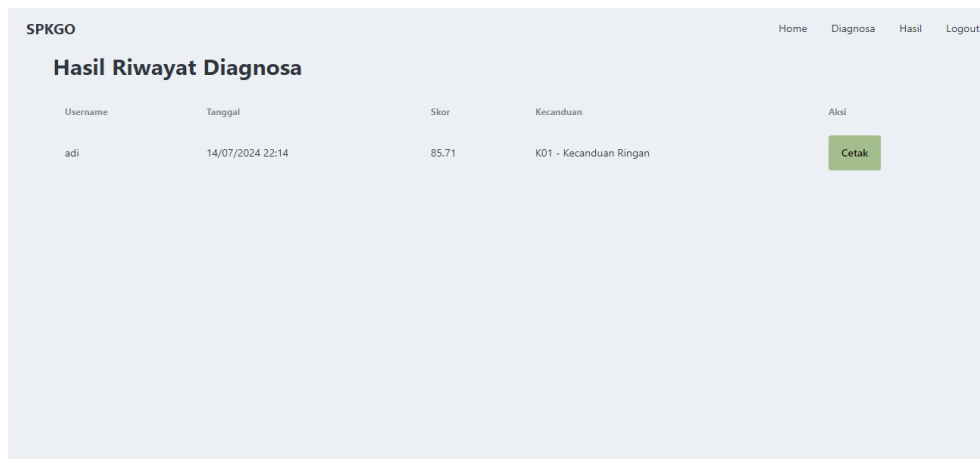 SPKGO Home Diagnosa Hasil Logout
Hasil Riwayat Diagnosa
Username Tanggal Skor Kecanduan Aksi
adi 14/07/2024 22:14 85.71 K01 - Kecanduan Ringan Cetak